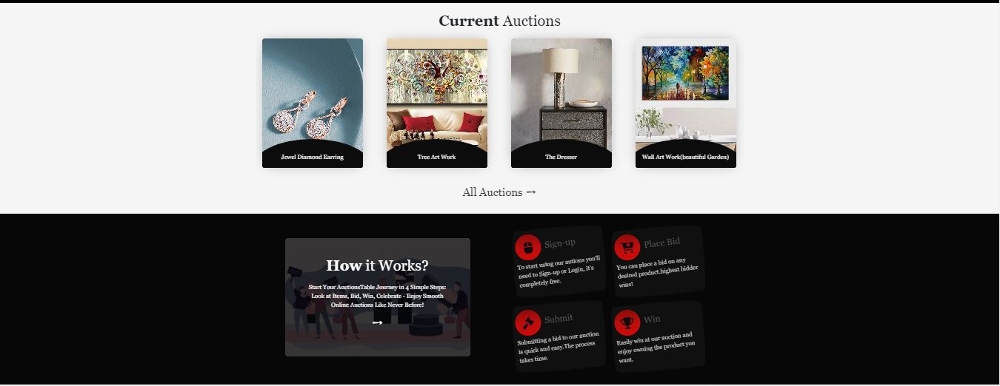 Current Auctions
Jewel Diamond Earring
Tree Art Work
The Dresser
Wall Art Work(beautiful Garden)
All Auctions →
How it Works?
Start Your AuctionsTable Journey in 4 Simple Steps:
Look at Items, Bid, Win, Celebrate - Enjoy Smooth
Online Auctions Like Never Before!
→
Sign-up
To start using our autions you'll
need to Sign-up or Login, it's
completely free.
Place Bid
You can place a bid on any
desired product.highest bidder
wins!
Submit
Submitting a bid to our auction
is quick and easy.The process
takes time.
Win
Easily win at our auction and
enjoy owning the product you
want.